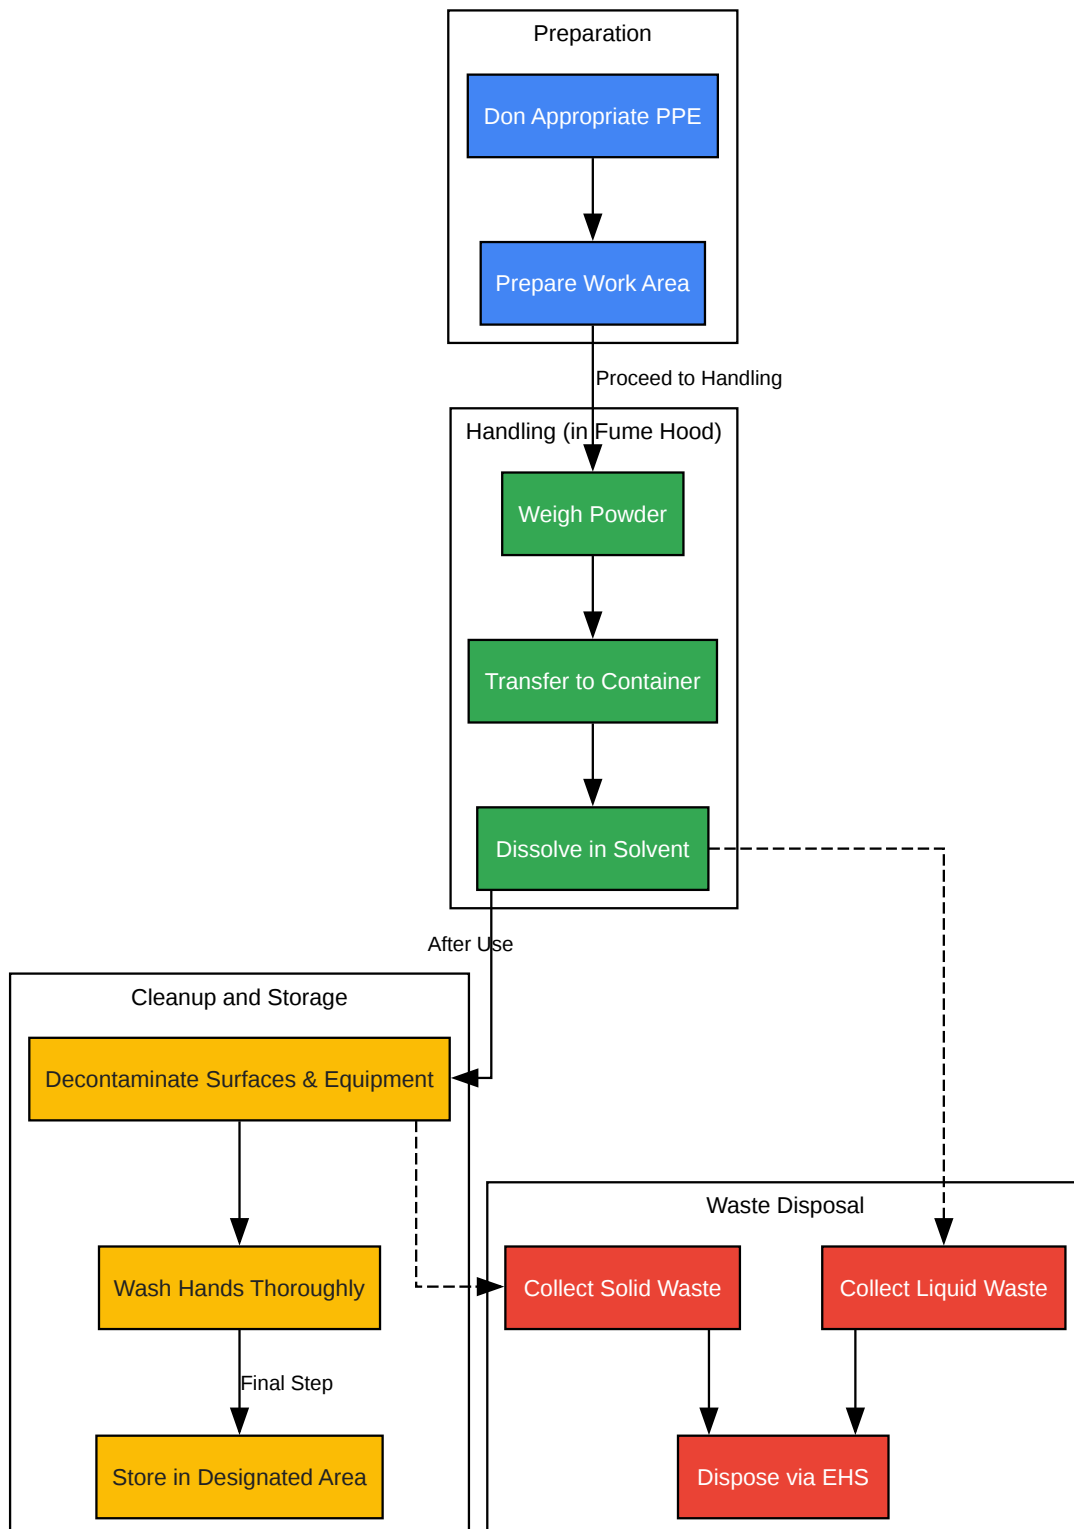 Preparation
Don Appropriate PPE
Prepare Work Area
Proceed to Handling
Handling (in Fume Hood)
Weigh Powder
Transfer to Container
Dissolve in Solvent
After Use
Cleanup and Storage
Decontaminate Surfaces & Equipment
Waste Disposal
Wash Hands Thoroughly
Collect Solid Waste
Collect Liquid Waste
Final Step
Store in Designated Area
Dispose via EHS